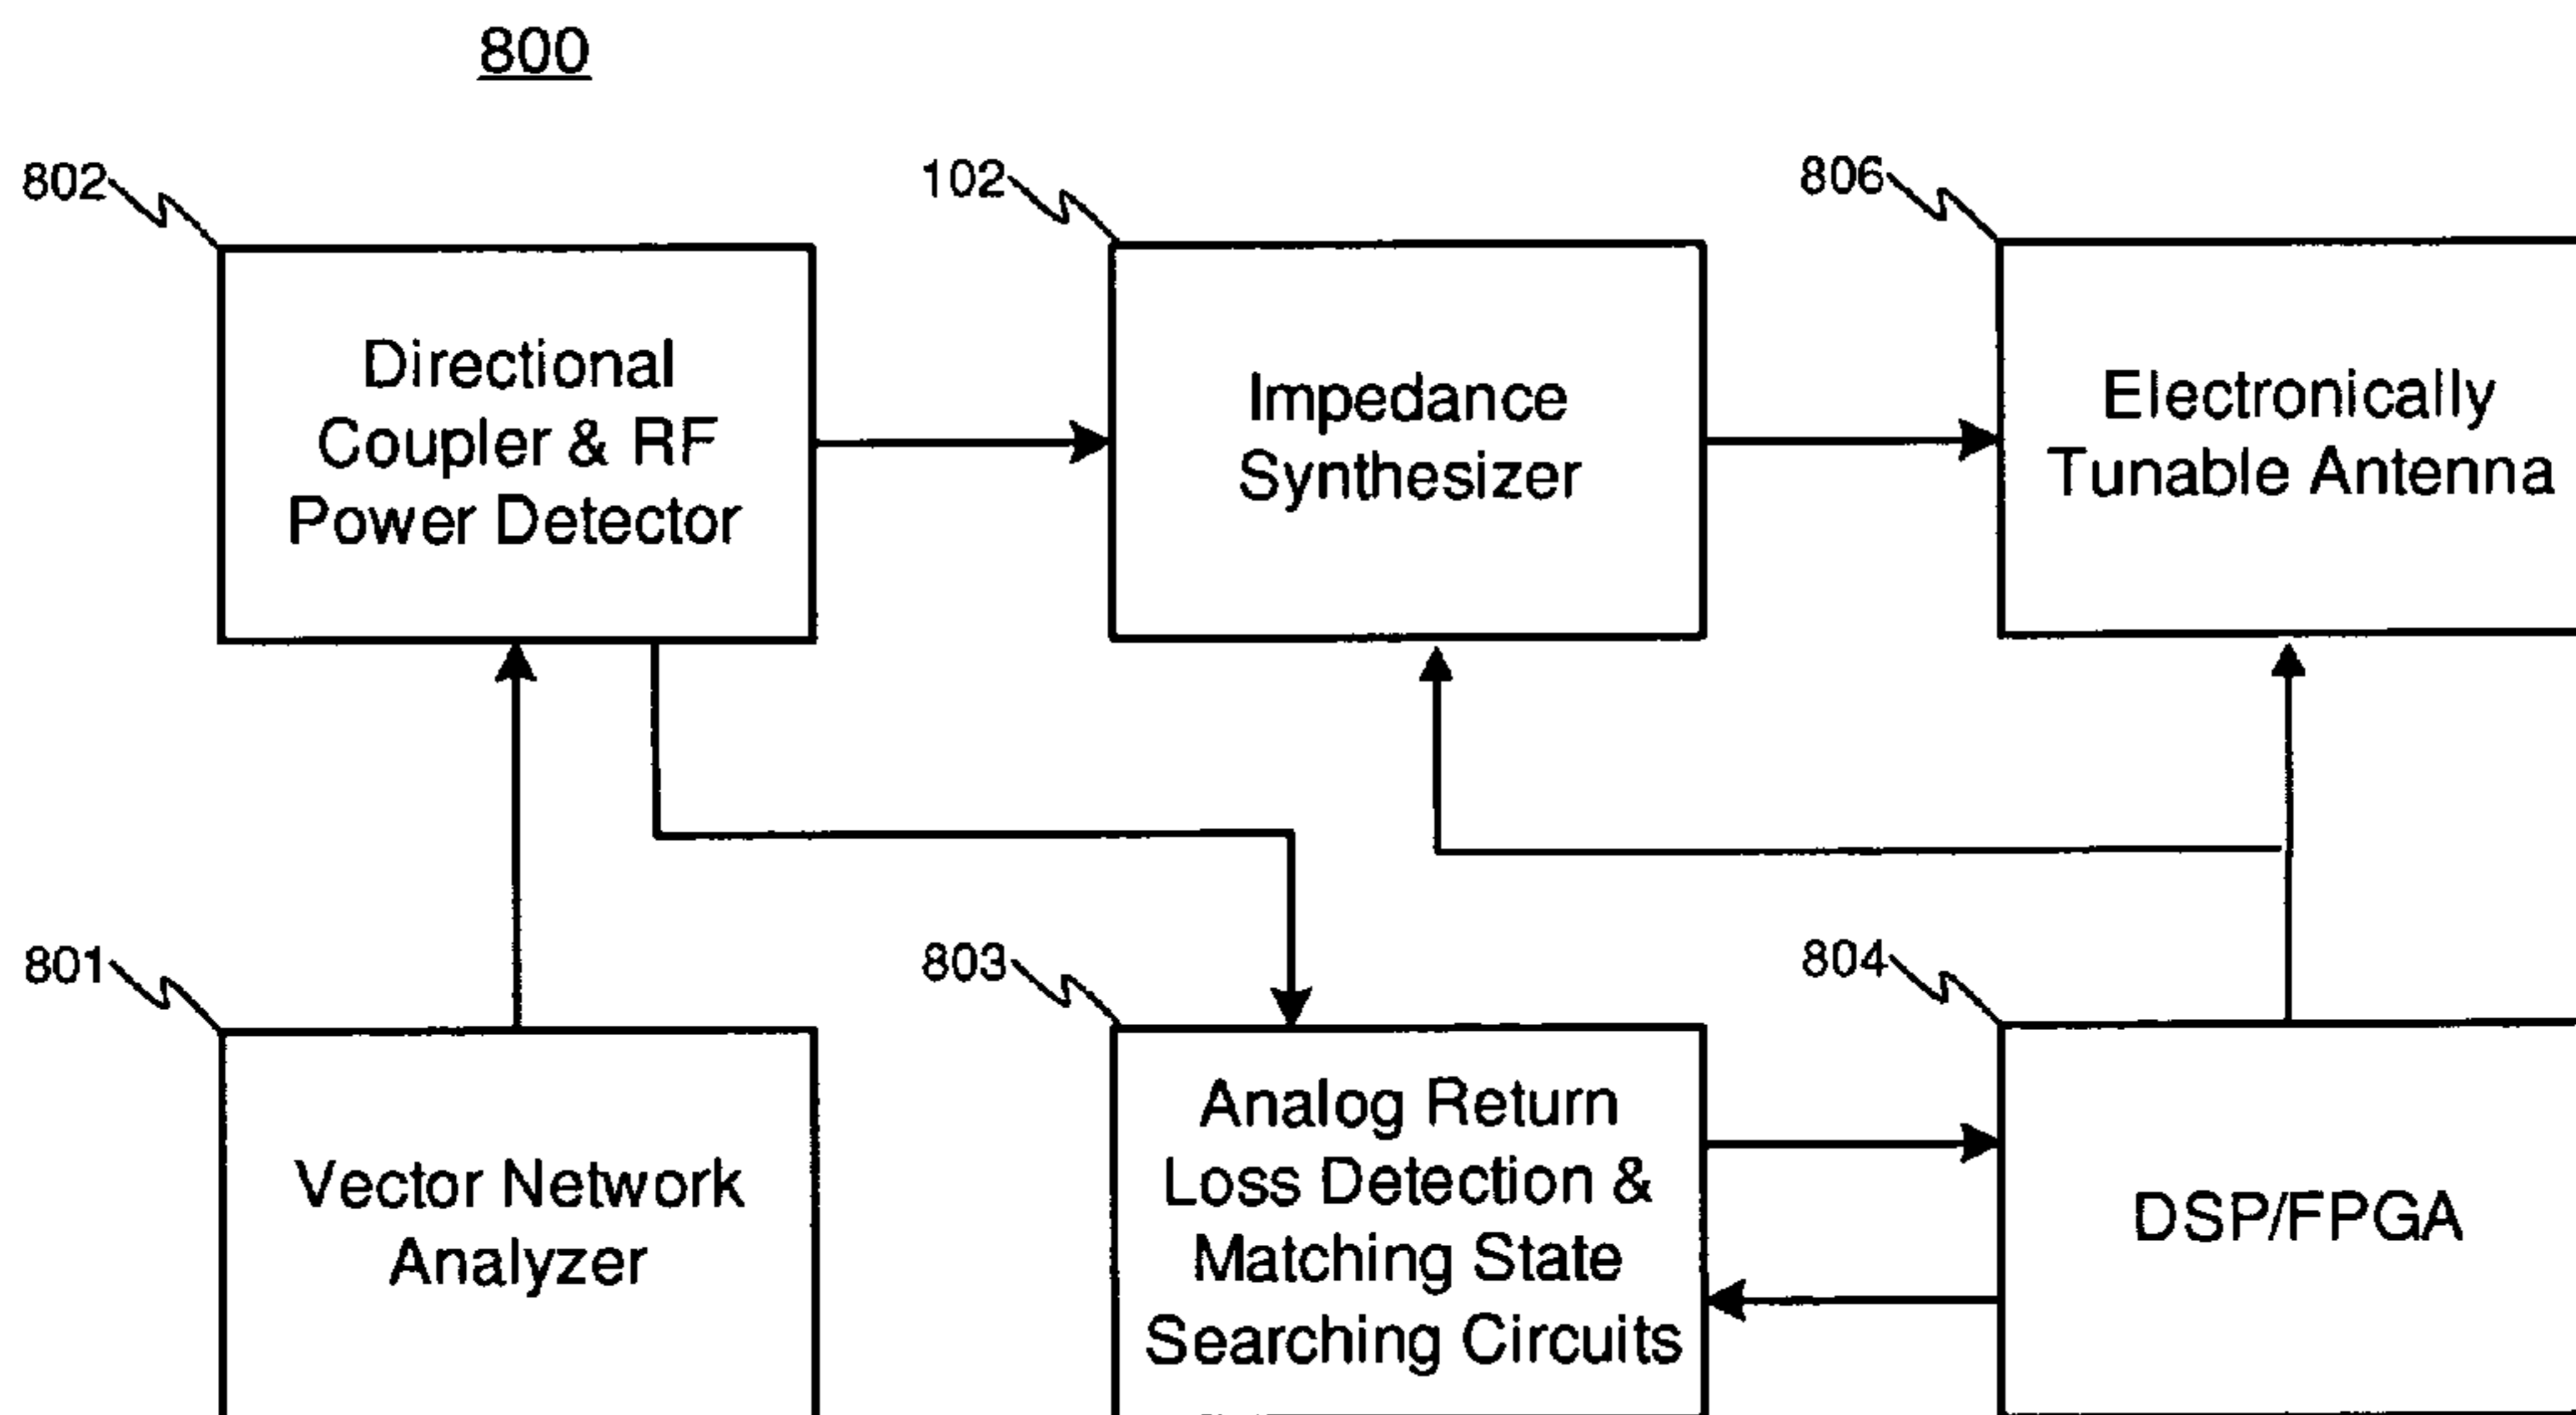 800
802
102
806
Directional
Coupler & RF
Power Detector
Impedance
Synthesizer
Electronically
Tunable Antenna
801
803
804
Vector Network
Analyzer
Analog Return
Loss Detection &
Matching State
Searching Circuits
DSP/FPGA